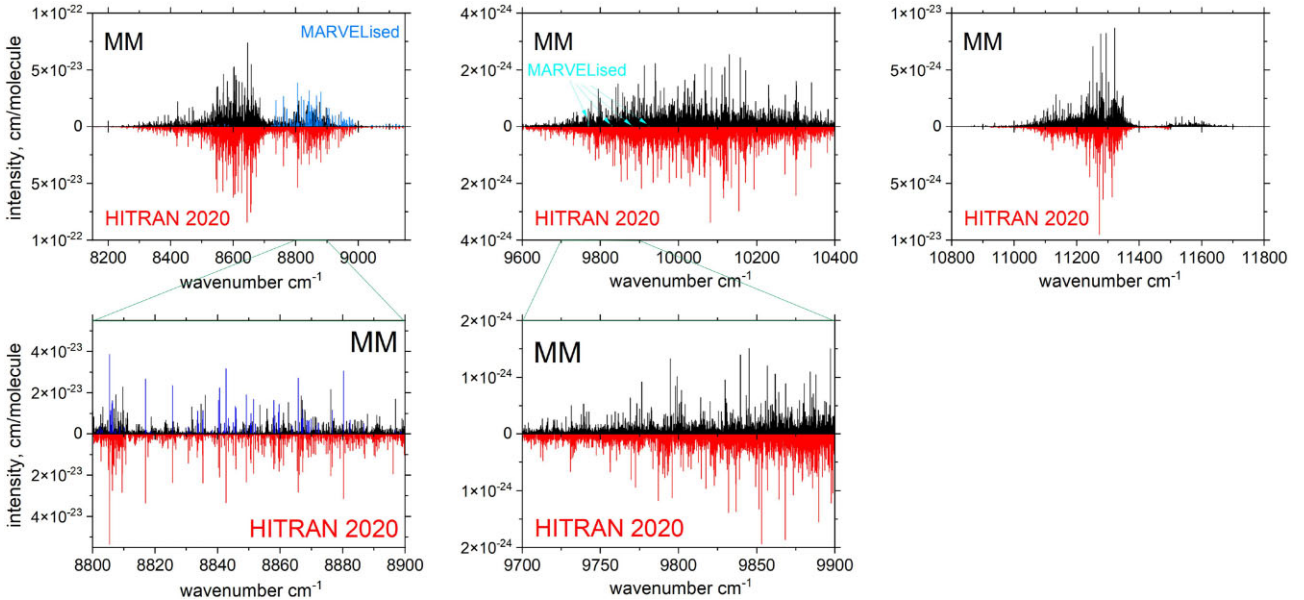 1×10⁻²²
MM
MARVELised
5×10⁻²³
0
5×10⁻²³
HITRAN 2020
1×10⁻²²
8200 8400 8600 8800 9000
wavenumber cm⁻¹
intensity, cm/molecule
4×10⁻²⁴
MM
2×10⁻²⁴
MARVELised
0
2×10⁻²⁴
HITRAN 2020
4×10⁻²⁴
9600 9800 10000 10200 10400
wavenumber cm⁻¹
1×10⁻²³
MM
5×10⁻²⁴
0
5×10⁻²⁴
HITRAN 2020
1×10⁻²³
10800 11000 11200 11400 11600 11800
wavenumber cm⁻¹
MM
4×10⁻²³
2×10⁻²³
0
2×10⁻²³
4×10⁻²³
HITRAN 2020
8800 8820 8840 8860 8880 8900
wavenumber cm⁻¹
intensity, cm/molecule
2×10⁻²⁴
MM
1×10⁻²⁴
0
1×10⁻²⁴
HITRAN 2020
2×10⁻²⁴
9700 9750 9800 9850 9900
wavenumber cm⁻¹